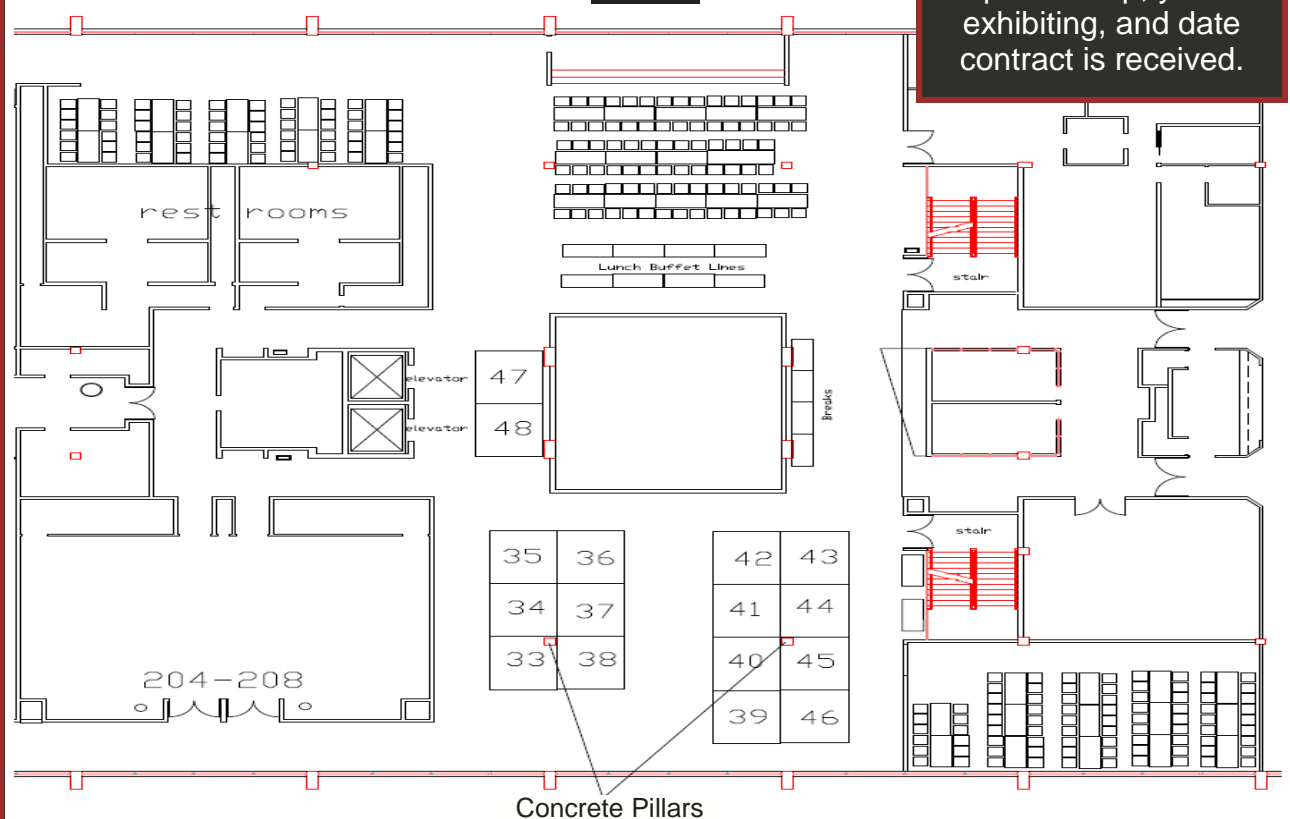 exhibiting, and date
contract is received.
rest rooms
Lunch Buffet Lines
stair
elevator
47
Breaks
elevator
48
stair
35 36
42 43
34 37
41 44
33 38
40 45
204-208
39 46
Concrete Pillars